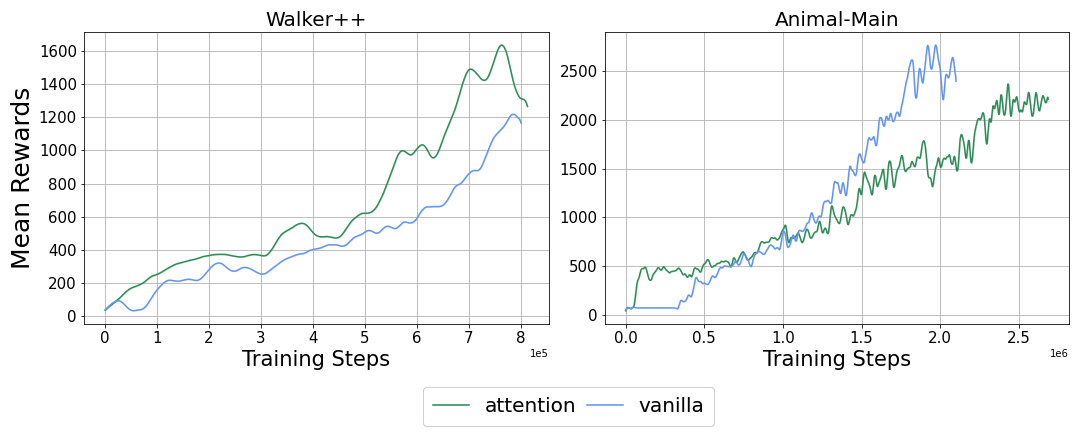 Walker++
Animal-Main
Mean Rewards
1600
1400
1200
1000
800
600
400
200
0
0 1 2 3 4 5 6 7 8
1e5
Training Steps
2500
2000
1500
1000
500
0
0.0 0.5 1.0 1.5 2.0 2.5
1e6
Training Steps
attention vanilla